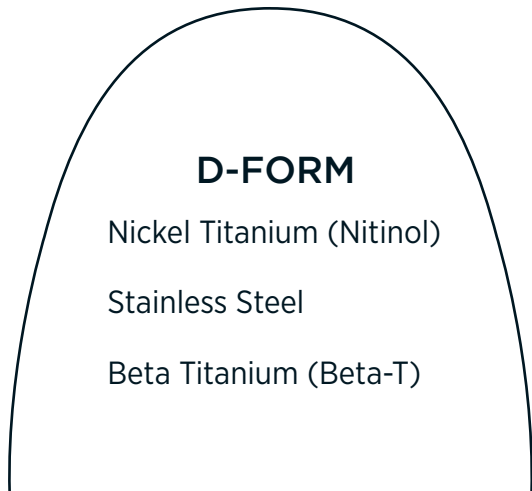 D-FORM
Nickel Titanium (Nitinol)
Stainless Steel
Beta Titanium (Beta-T)